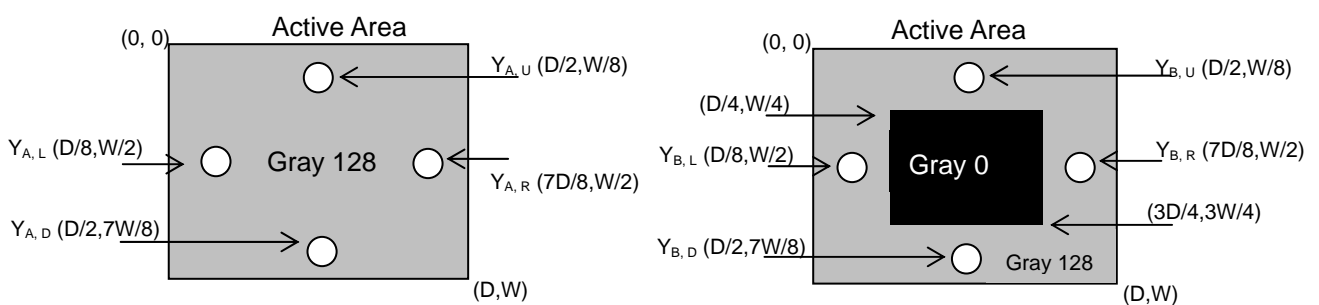 Active Area
(0, 0)
Y_A, U (D/2,W/8)
Y_A, L (D/8,W/2)
Gray 128
Y_A, R (7D/8,W/2)
Y_A, D (D/2,7W/8)
(D,W)
Active Area
(0, 0)
Y_B, U (D/2,W/8)
(D/4,W/4)
Y_B, L (D/8,W/2)
Gray 0
Y_B, R (7D/8,W/2)
(3D/4,3W/4)
Y_B, D (D/2,7W/8)
Gray 128
(D,W)